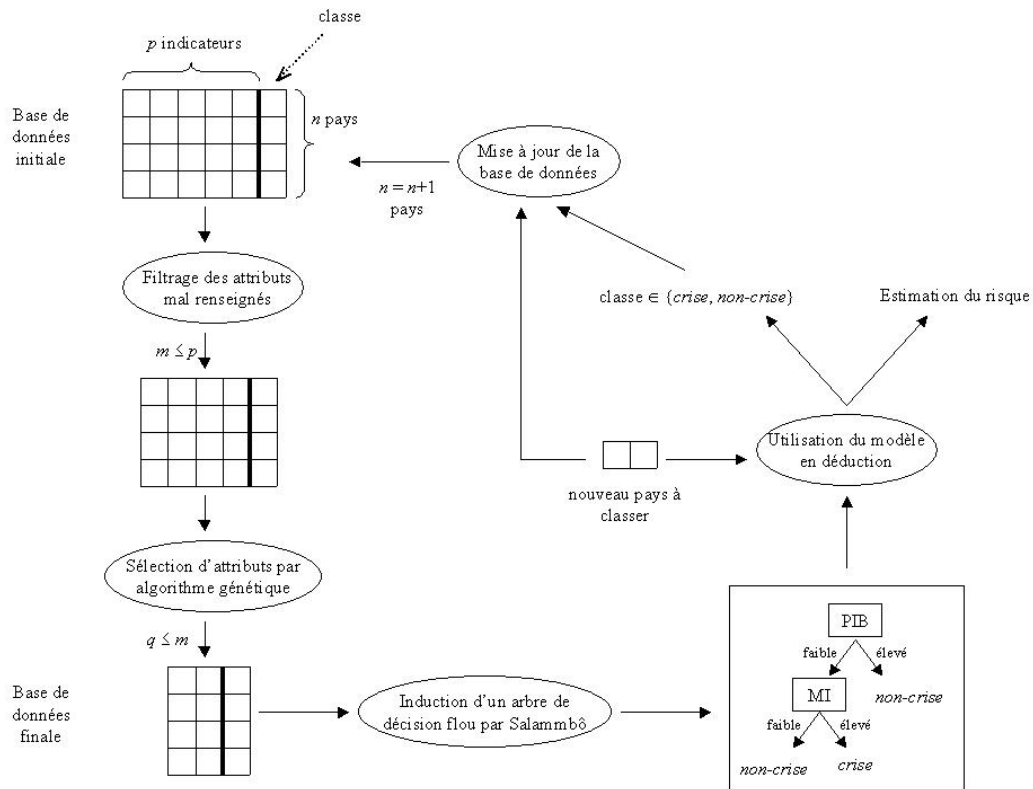 classe
p indicateurs
Base de
données
initiale
n pays
Mise à jour de la
base de données
n = n+1
pays
Filtrage des attributs
mal renseignés
classe ∈ {crise, non-crise}
Estimation du risque
m ≤ p
Utilisation du modèle
en déduction
nouveau pays à
classer
Sélection d'attributs par
algorithme génétique
q ≤ m
Base de
données
finale
Induction d'un arbre de
décision flou par Salammbô
PIB
faible
élevé
MI
non-crise
faible
élevé
non-crise
crise